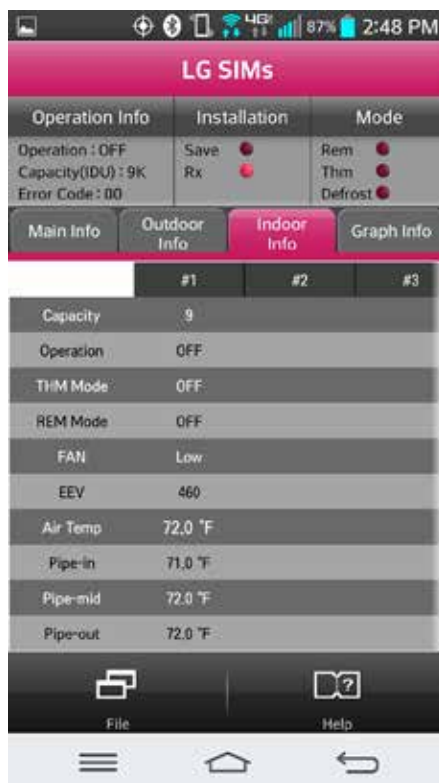 4G 87% 2:48 PM
LG SIMs
Operation Info Installation Mode
Operation : OFF Save Rem
Capacity(IDU) : 9K Rx Thm
Error Code : 00 Defrost
Main Info Outdoor Info Indoor Info Graph Info
#1 #2 #3
Capacity 9
Operation OFF
THM Mode OFF
REM Mode OFF
FAN Low
EEV 460
Air Temp 72.0 °F
Pipe-in 71.0 °F
Pipe-mid 72.0 °F
Pipe-out 72.0 °F
File Help